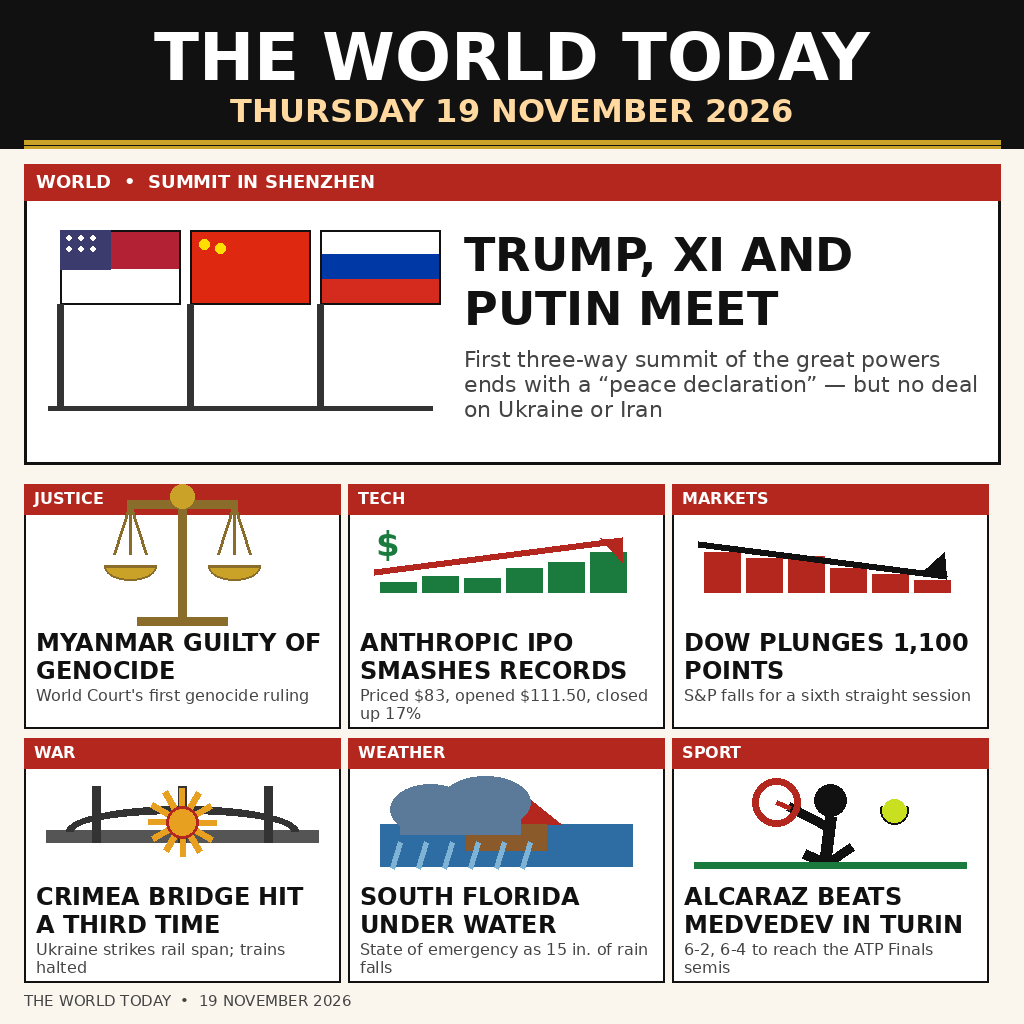 THE WORLD TODAY
THURSDAY 19 NOVEMBER 2026
WORLD • SUMMIT IN SHENZHEN
TRUMP, XI AND
PUTIN MEET
First three-way summit of the great powers
ends with a “peace declaration” — but no deal
on Ukraine or Iran
JUSTICE
MYANMAR GUILTY OF
GENOCIDE
World Court's first genocide ruling
TECH
$
ANTHROPIC IPO
SMASHES RECORDS
Priced $83, opened $111.50, closed
up 17%
MARKETS
DOW PLUNGES 1,100
POINTS
S&P falls for a sixth straight session
WAR
CRIMEA BRIDGE HIT
A THIRD TIME
Ukraine strikes rail span; trains
halted
WEATHER
SOUTH FLORIDA
UNDER WATER
State of emergency as 15 in. of rain
falls
SPORT
ALCARAZ BEATS
MEDVEDEV IN TURIN
6-2, 6-4 to reach the ATP Finals
semis
THE WORLD TODAY • 19 NOVEMBER 2026